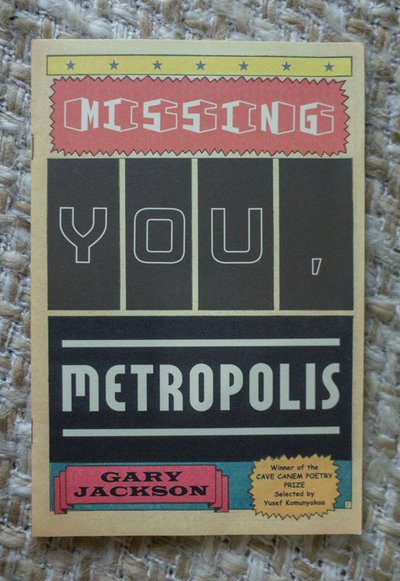 MISSING
YOU,
METROPOLIS
GARY
JACKSON
Winner of the
CAVE CANEM POETRY
PRIZE
Selected by
Yusef Komunyakaa